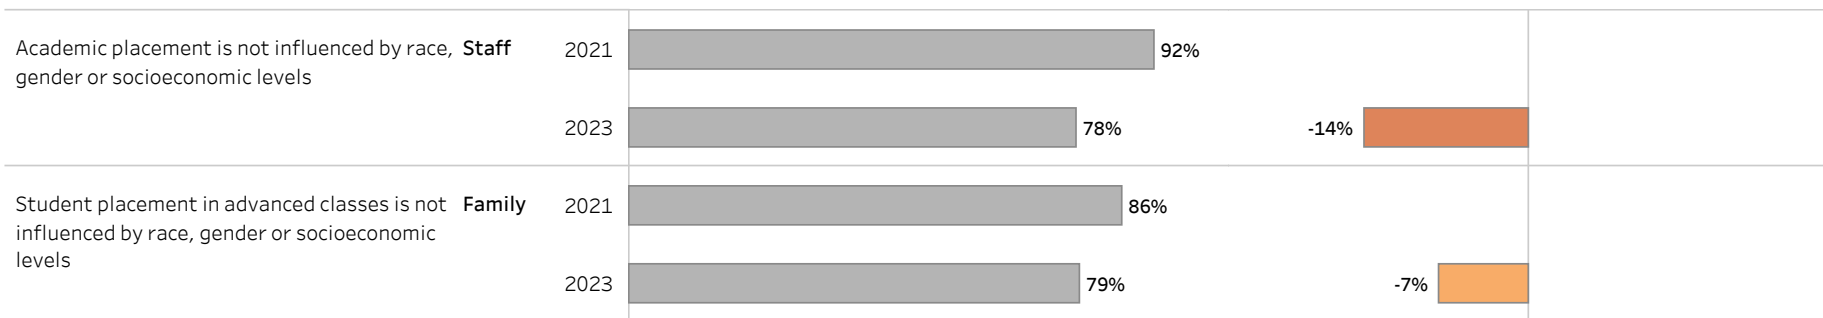 Academic placement is not influenced by race, Staff 2021 92%
gender or socioeconomic levels
2023 78% -14%
Student placement in advanced classes is not Family 2021 86%
influenced by race, gender or socioeconomic
levels
2023 79% -7%